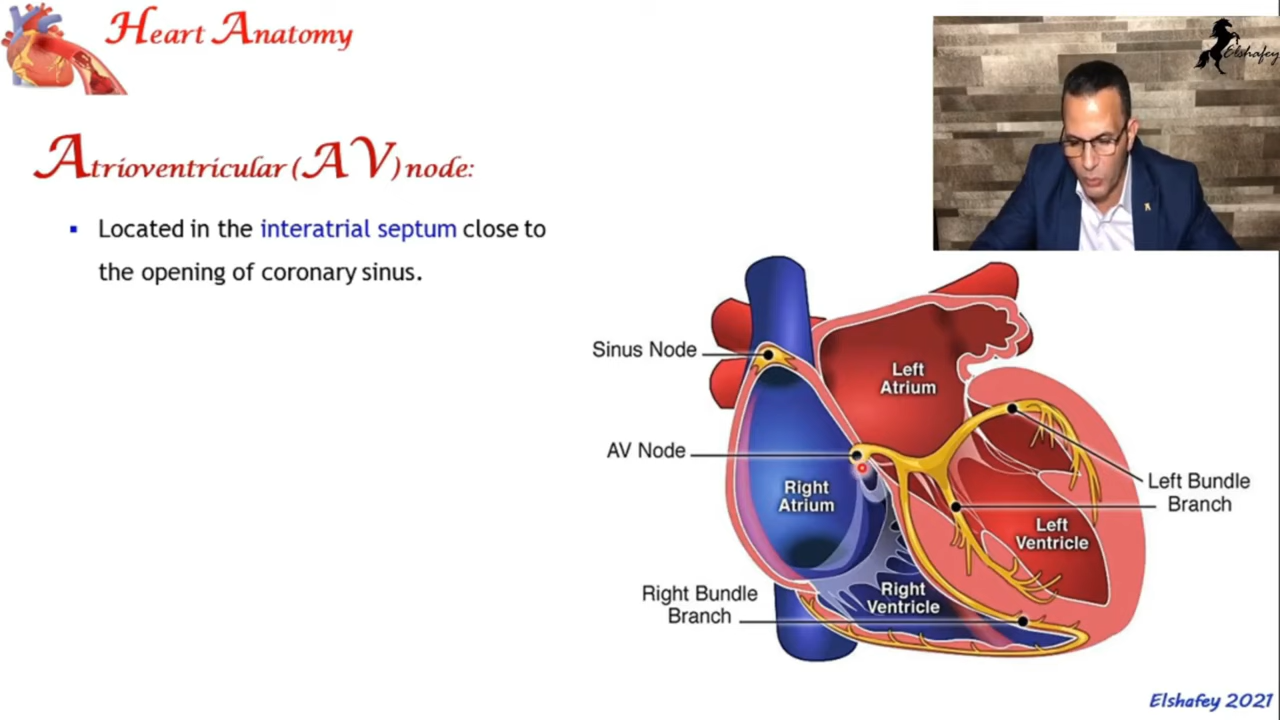 Heart Anatomy
Elshafey
Atrioventricular (AV) node:
▪ Located in the interatrial septum close to
the opening of coronary sinus.
Sinus Node
Left
Atrium
AV Node
Right
Atrium
Left Bundle
Branch
Left
Ventricle
Right Bundle
Branch
Right
Ventricle
Elshafey 2021